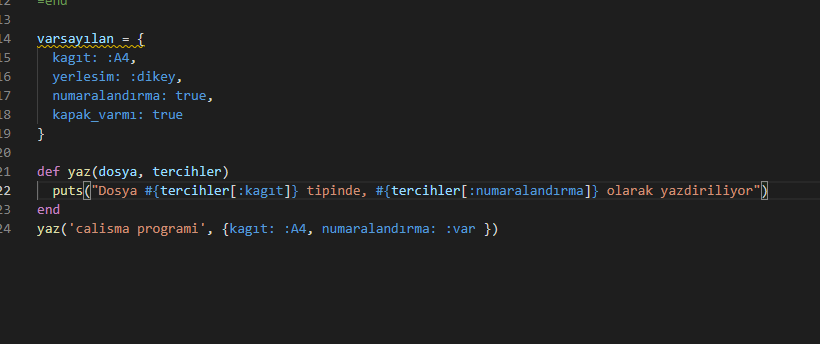 12 =end
13
14 varsayılan = {
15   kagıt: :A4,
16   yerlesim: :dikey,
17   numaralandırma: true,
18   kapak_varmı: true
19 }
20
21 def yaz(dosya, tercihler)
22   puts("Dosya #{tercihler[:kagıt]} tipinde, #{tercihler[:numaralandırma]} olarak yazdiriliyor")
23 end
24 yaz('calisma programi', {kagıt: :A4, numaralandırma: :var })